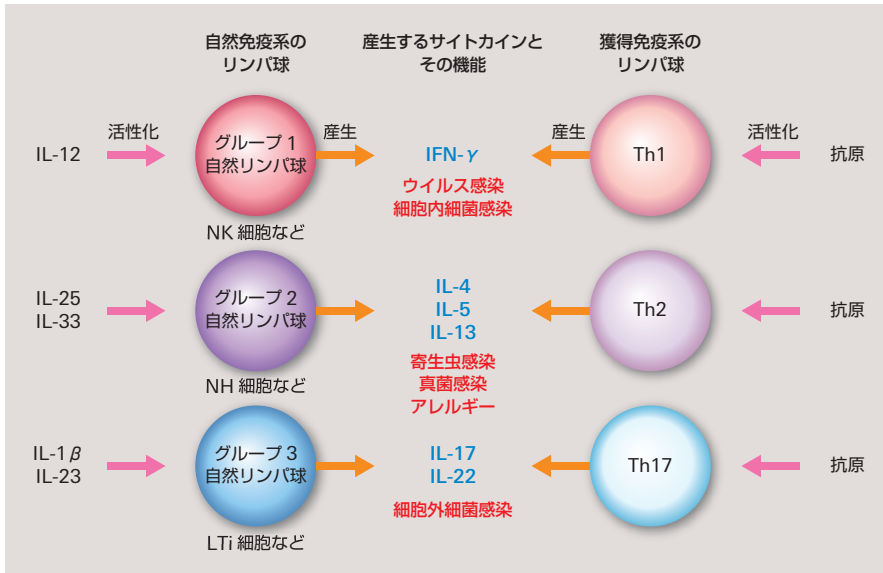 自然免疫系の
リンパ球
産生するサイトカインと
その機能
獲得免疫系の
リンパ球
IL-12
活性化
グループ 1
自然リンパ球
NK 細胞など
産生
IFN-γ
ウイルス感染
細胞内細菌感染
産生
Th1
活性化
抗原
IL-25
IL-33
グループ 2
自然リンパ球
NH 細胞など
IL-4
IL-5
IL-13
寄生虫感染
真菌感染
アレルギー
Th2
抗原
IL-1β
IL-23
グループ 3
自然リンパ球
LTi 細胞など
IL-17
IL-22
細胞外細菌感染
Th17
抗原